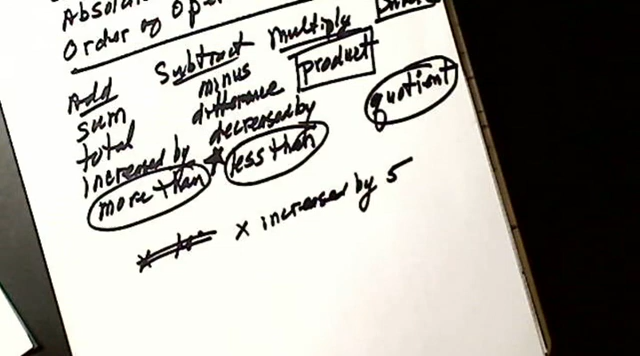 Absolu
Order of Ope
Add Subtract Multiply
sum minus product
total difference quotient
increased by decreased by
more than ★ less than
x increased by 5